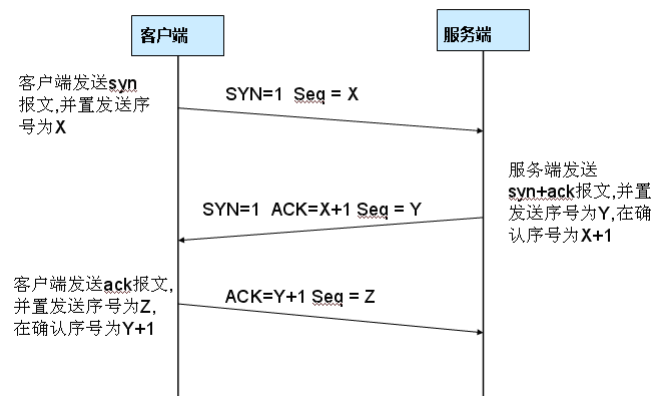 客户端
服务端
客户端发送syn
报文,并置发送序
号为X
SYN=1 Seq = X
服务端发送
syn+ack报文,并置
发送序号为Y,在确
认序号为X+1
SYN=1 ACK=X+1 Seq = Y
客户端发送ack报文,
并置发送序号为Z,
在确认序号为Y+1
ACK=Y+1 Seq = Z